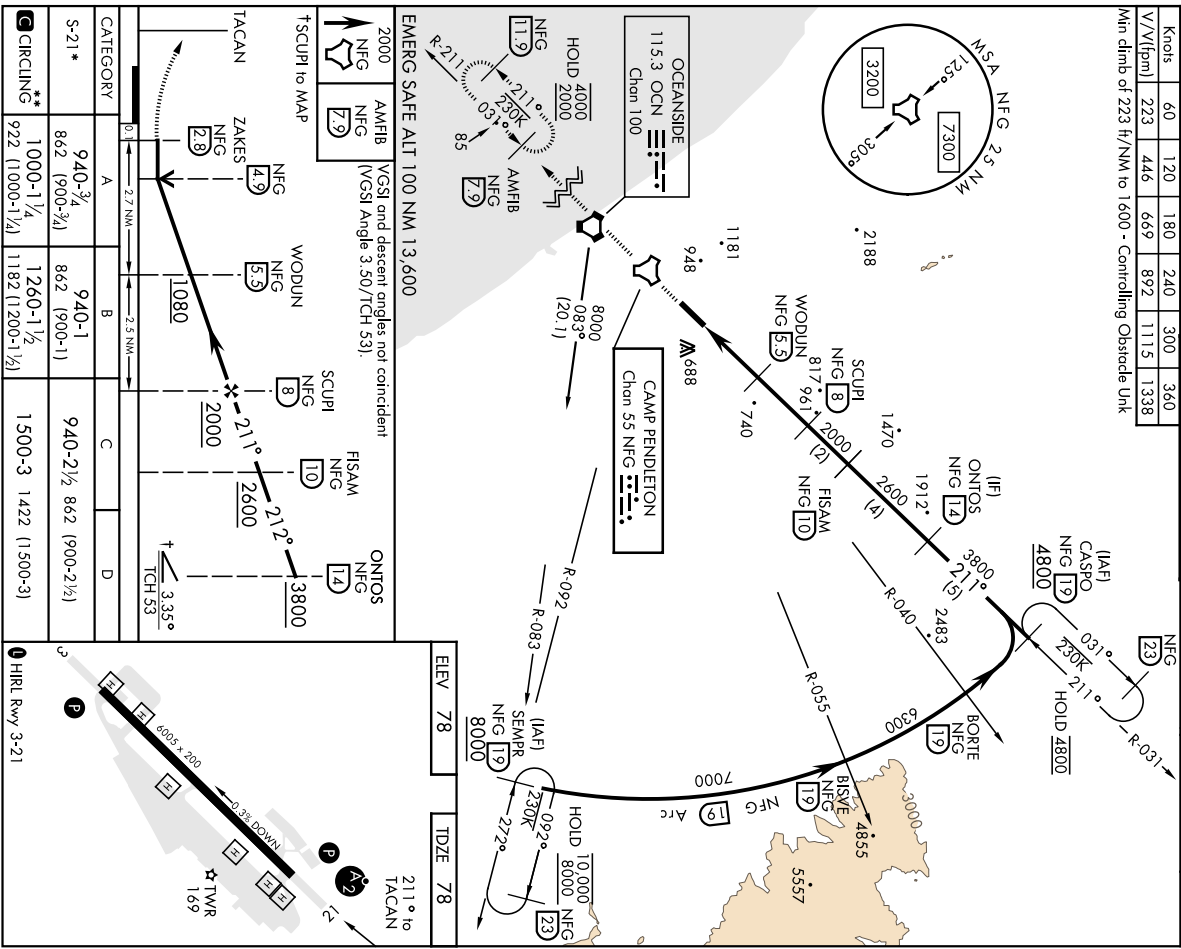 Knots 60 120 180 240 300 360
V/V(fpm) 223 446 669 892 1115 1338
Min climb of 223 ft/NM to 1600 - Controlling Obstacle Unk
MSA NFG 25 NM
125°
305°
3200
7300
2188
1181
948
OCEANSIDE
115.3 OCN
Chan 100
HOLD 4000
2000
NFG
11.9
211°
230K
031°
R-211
85
AMFIB
NFG
7.9
EMERG SAFE ALT 100 NM 13,600
8000
083°
(20.1)
CAMP PENDLETON
Chan 55 NFG
688
WODUN
NFG 5.5
740
SCUPI
NFG 8
817
961
2000
(2)
1470
FISAM
NFG 10
2600
(4)
1912
(IF)
ONTOS
NFG 14
3800
211°
(5)
(IAF)
CASPO
NFG 19
4800
NFG
23
031°
230K
211°
HOLD 4800
R-031
2483
R-040
R-055
BORTE
NFG
19
6300
BISVE
NFG
19
7000
NFG
19 Arc
3000
4855
5557
R-092
R-083
(IAF)
SEMPR
NFG 19
8000
092°
230K
272°
HOLD 10,000
8000
NFG
23
2000
NFG
AMFIB
NFG
7.9
†SCUPI to MAP
VGSI and descent angles not coincident
(VGSI Angle 3.50/TCH 53).
TACAN
ZAKES
NFG
2.8
NFG
4.9
WODUN
NFG
5.5
SCUPI
NFG
8
FISAM
NFG
10
ONTOS
NFG
14
1080
2000
211°
2600
212°
3800
† 3.35°
TCH 53
0.1
2.7 NM
2.5 NM
CATEGORY A B C D
S-21* 940-¾ 862 (900-¾) 940-1 862 (900-1) 940-2½ 862 (900-2½)
C CIRCLING** 1000-1¼ 922 (1000-1¼) 1260-1½ 1182 (1200-1½) 1500-3 1422 (1500-3)
ELEV 78
TDZE 78
211° to
TACAN
21
A2
P
TWR
169
0.3% DOWN
6005 x 200
H
H
H
H
H
H
3
P
L HIRL Rwy 3-21